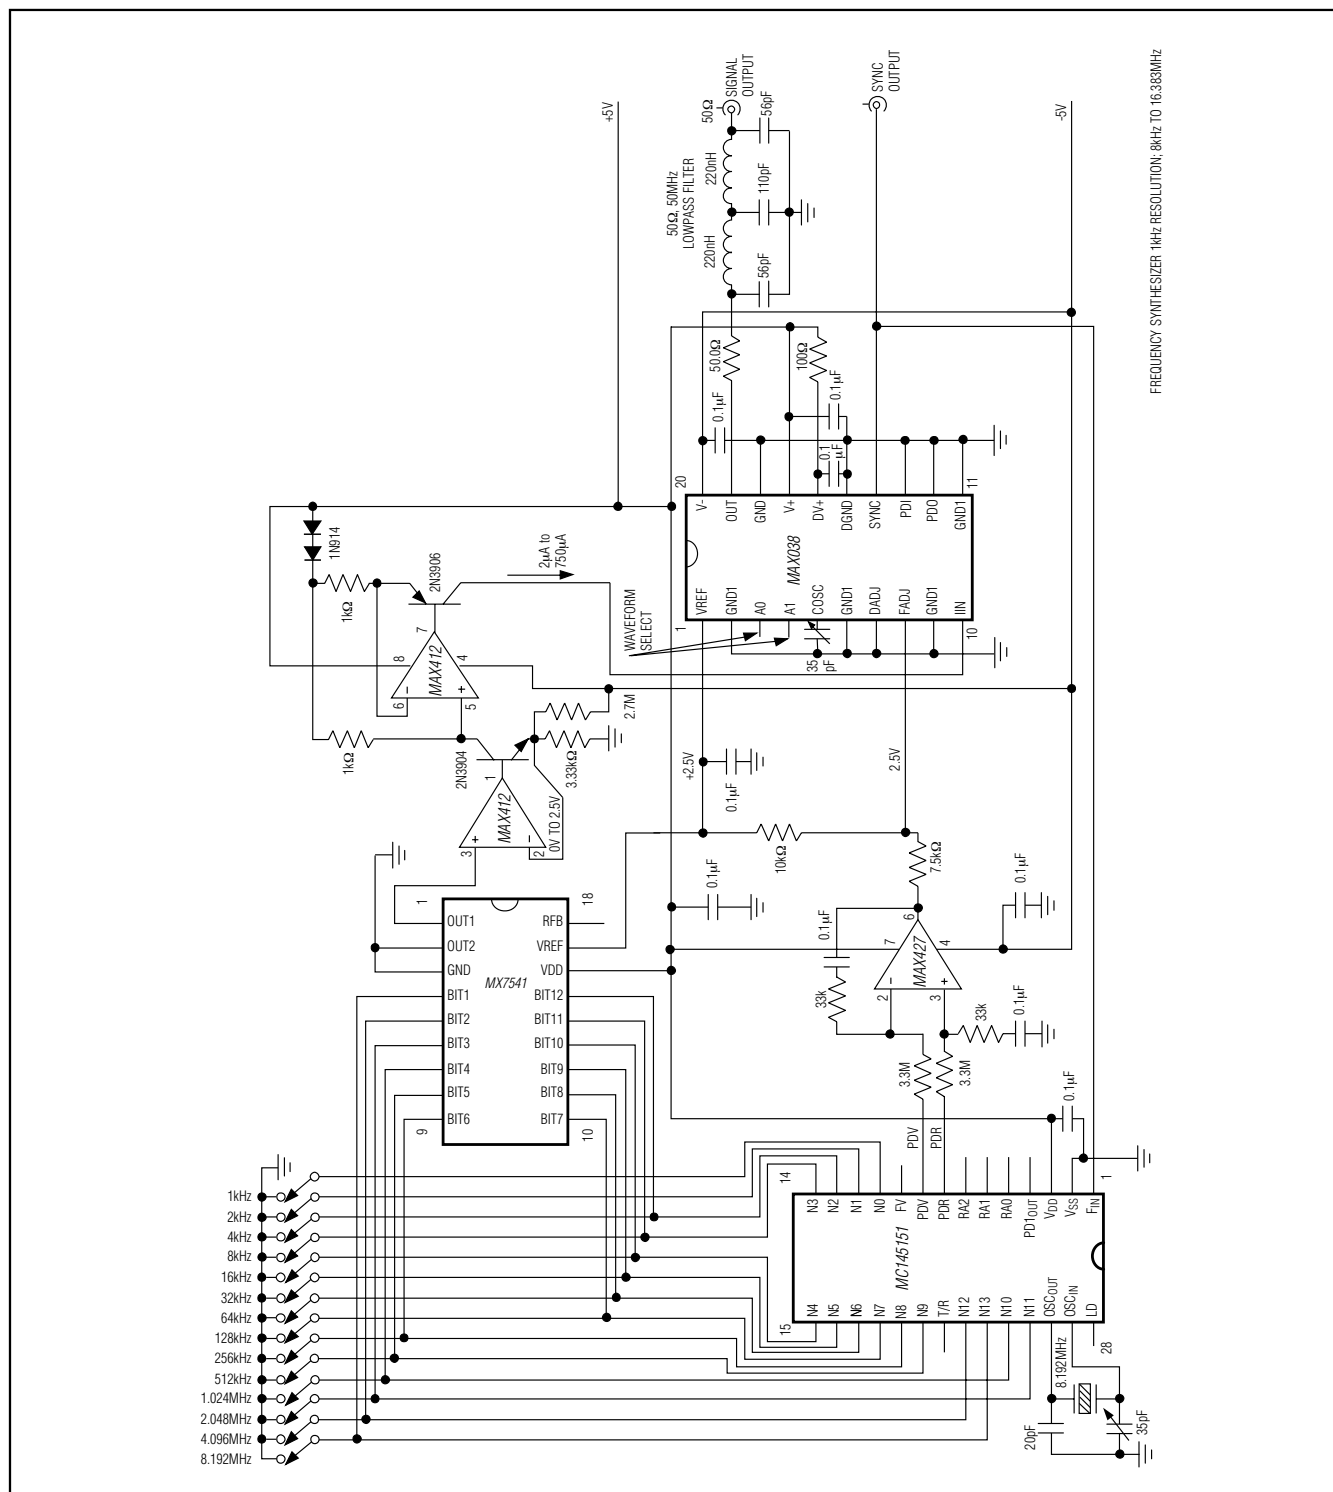 +5V
50Ω
SIGNAL
OUTPUT
56pF
220nH
110pF
50Ω, 50MHz
LOWPASS FILTER
220nH
56pF
SYNC
OUTPUT
-5V
FREQUENCY SYNTHESIZER 1kHz RESOLUTION; 8kHz TO 16.383MHz
50.0Ω
100Ω
0.1µF
0.1µF
0.1
µF
20
11
V-
OUT
GND
V+
DV+
DGND
SYNC
PDI
PDO
GND1
MAX038
VREF
GND1
A0
A1
COSC
GND1
DADJ
FADJ
GND1
IIN
1
10
WAVEFORM
SELECT
35
pF
1N914
1kΩ
2N3906
2µA to
750µA
7
8
MAX412
4
6
-
+
5
1kΩ
2N3904
2.7M
3.33kΩ
1
MAX412
0V TO 2.5V
3
+
-
2
+2.5V
0.1µF
2.5V
10kΩ
7.5kΩ
0.1µF
0.1µF
0.1µF
6
7
MAX427
4
2
-
+
3
33k
33k
0.1µF
3.3M
3.3M
PDV
PDR
0.1µF
1
18
OUT1
OUT2
GND
BIT1
BIT2
BIT3
BIT4
BIT5
BIT6
MX7541
RFB
VREF
VDD
BIT12
BIT11
BIT10
BIT9
BIT8
BIT7
9
10
1kHz
2kHz
4kHz
8kHz
16kHz
32kHz
64kHz
128kHz
256kHz
512kHz
1.024MHz
2.048MHz
4.096MHz
8.192MHz
14
1
N3
N2
N1
N0
FV
PDV
PDR
RA2
RA1
RA0
PD1OUT
VDD
VSS
FIN
MC145151
N4
N5
N6
N7
N8
N9
T/R
N12
N13
N10
N11
OSCOUT
OSCIN
LD
15
28
8.192MHz
20pF
35pF